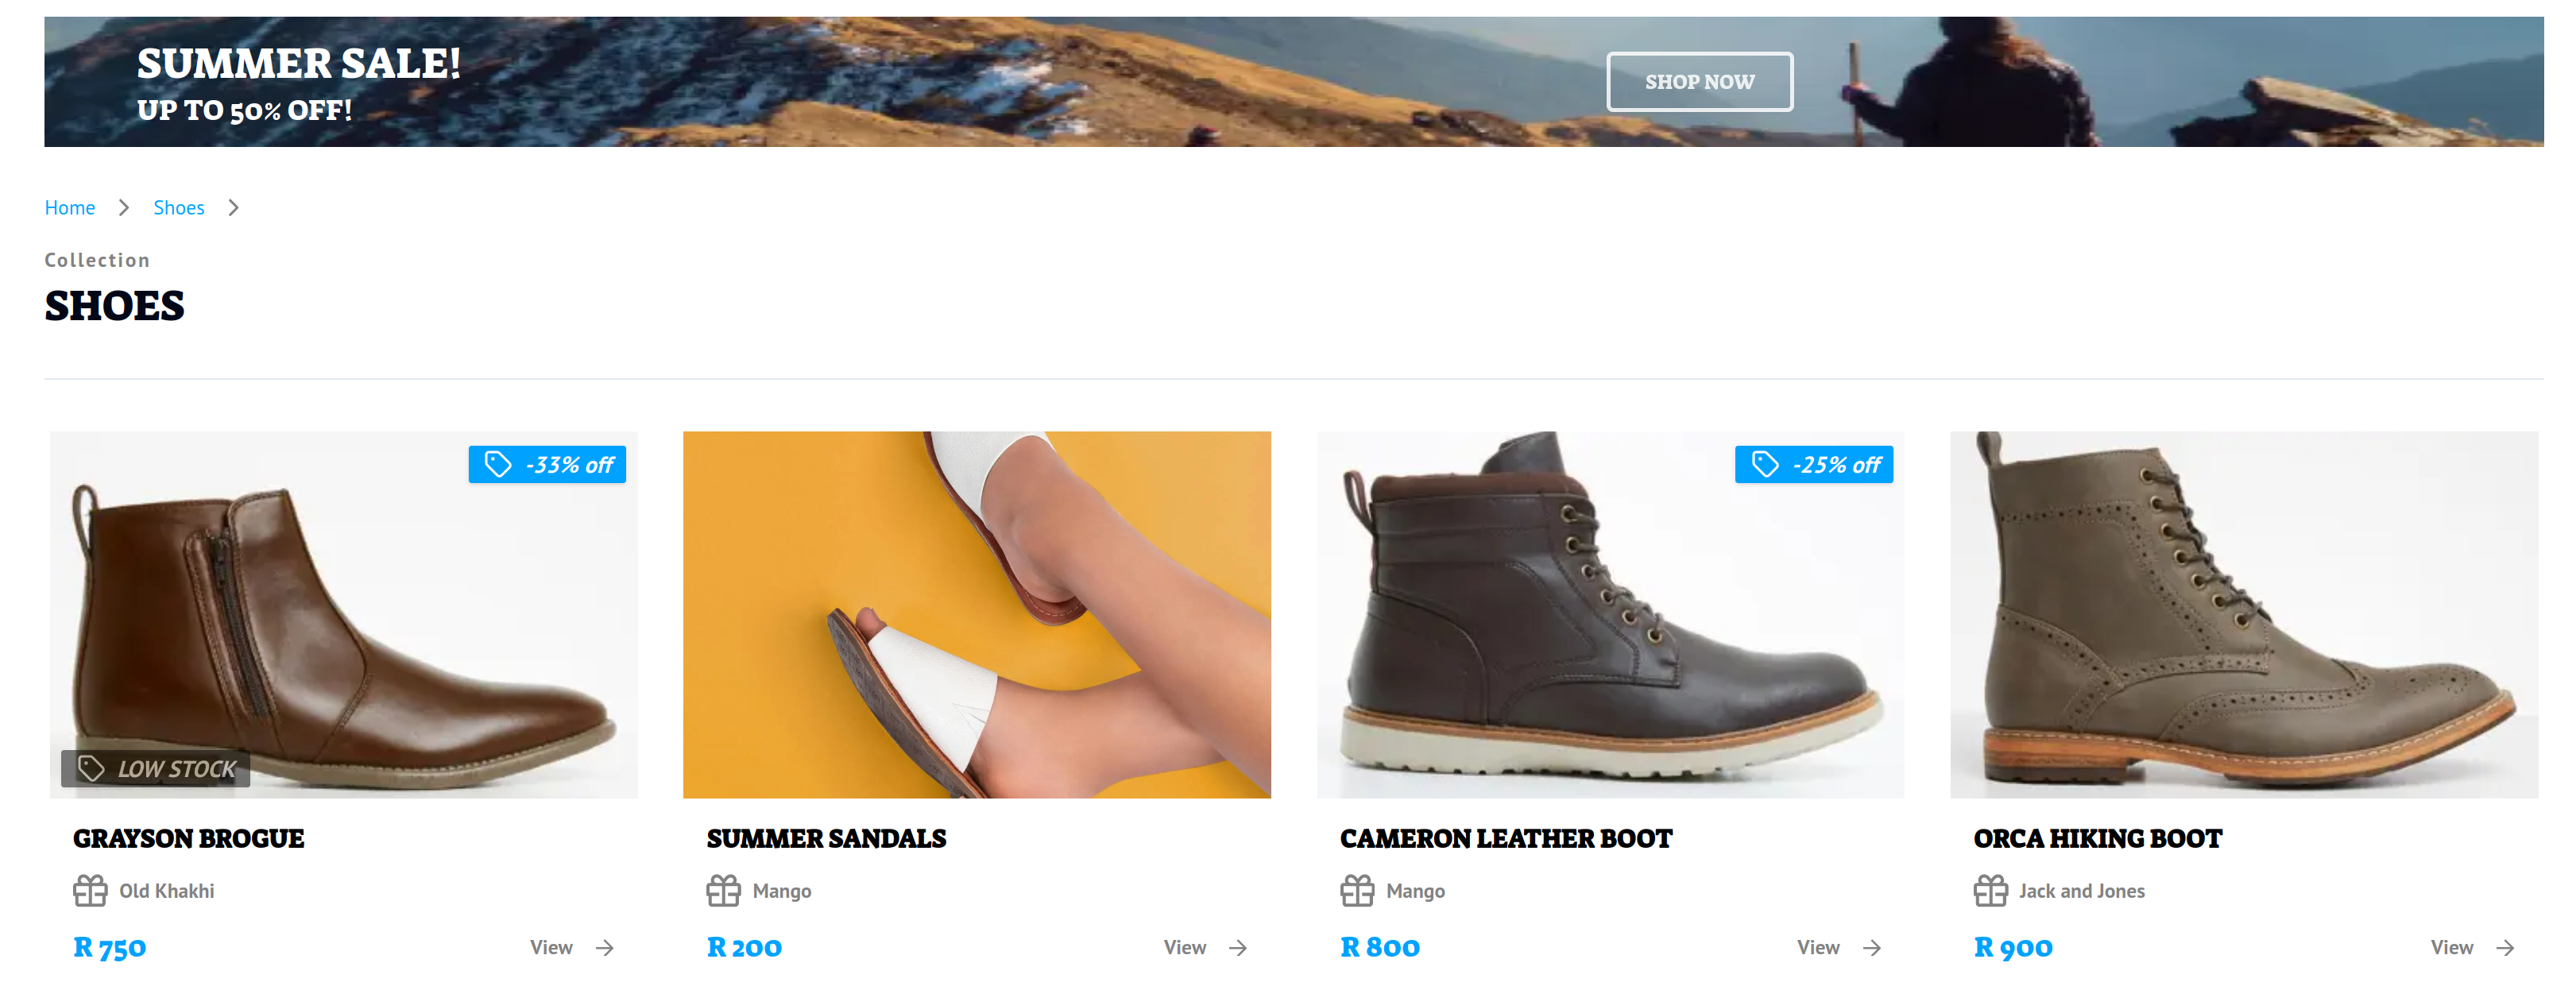 SUMMER SALE!
UP TO 50% OFF!
SHOP NOW
Home > Shoes >
Collection
SHOES
-33% off
LOW STOCK
GRAYSON BROGUE
Old Khakhi
R 750
View →
SUMMER SANDALS
Mango
R 200
View →
-25% off
CAMERON LEATHER BOOT
Mango
R 800
View →
ORCA HIKING BOOT
Jack and Jones
R 900
View →